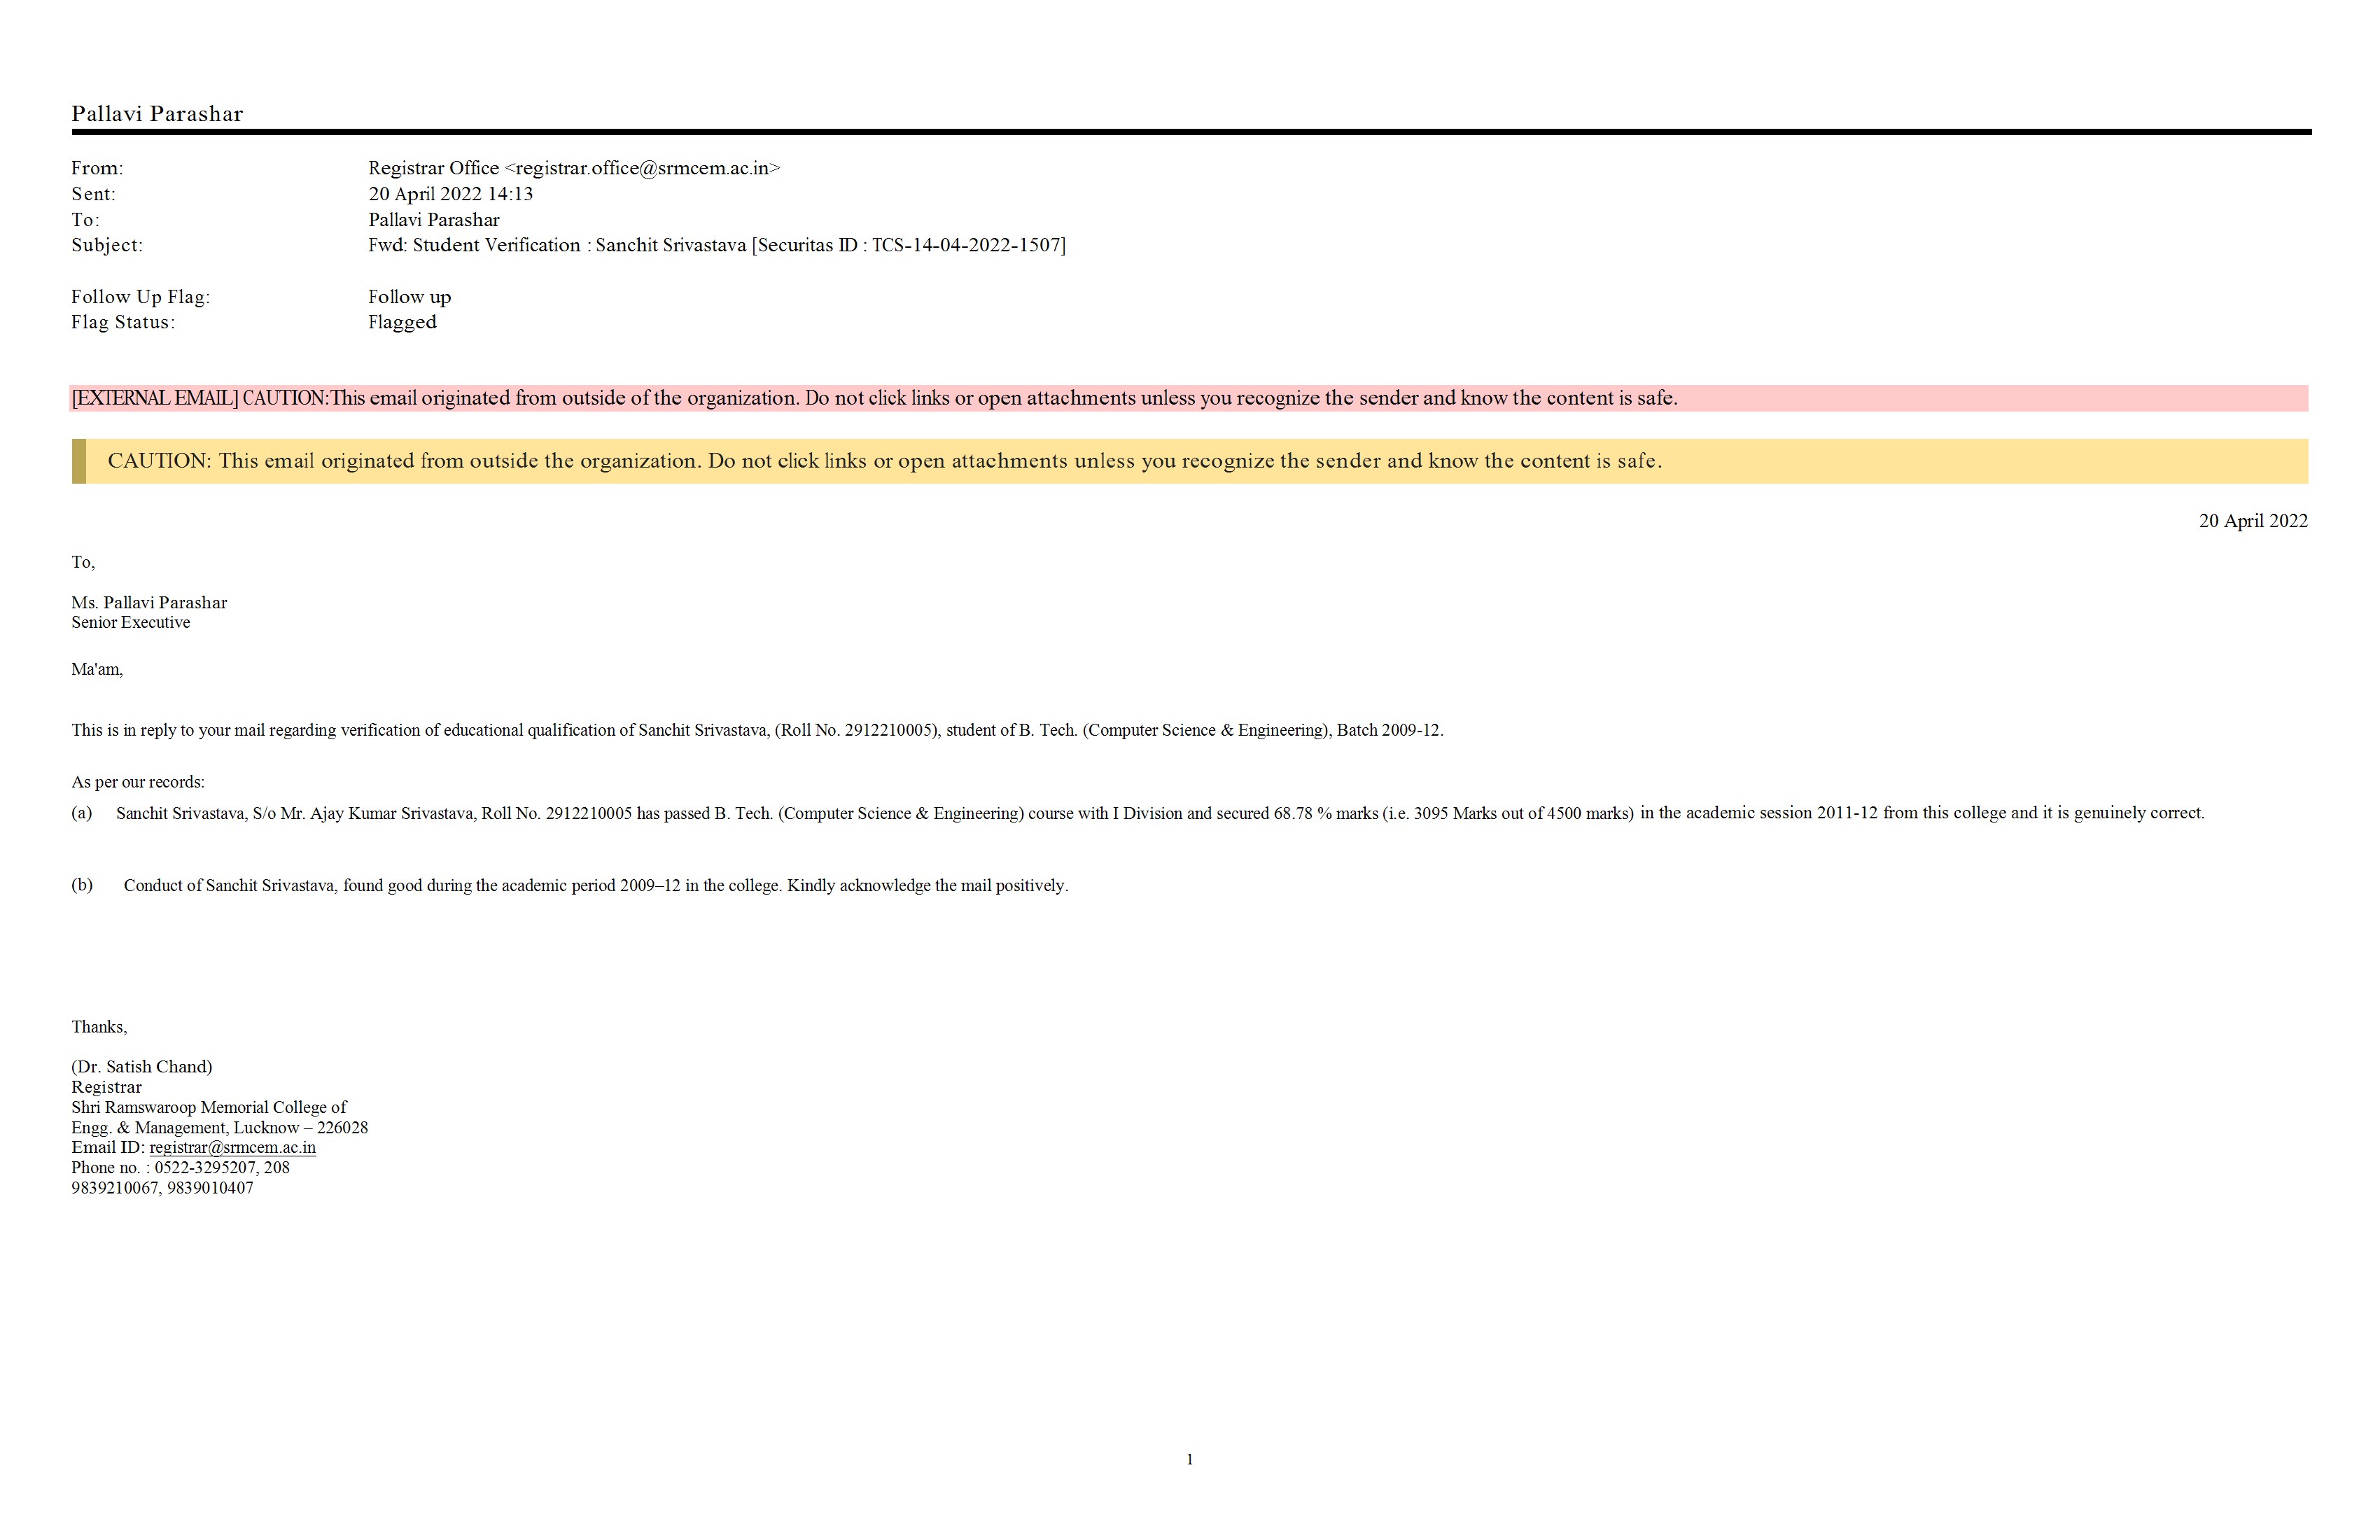 Pallavi Parashar
From: Registrar Office <registrar.office@srmcem.ac.in>
Sent: 20 April 2022 14:13
To: Pallavi Parashar
Subject: Fwd: Student Verification : Sanchit Srivastava [Securitas ID : TCS-14-04-2022-1507]
Follow Up Flag: Follow up
Flag Status: Flagged
[EXTERNAL EMAIL] CAUTION:This email originated from outside of the organization. Do not click links or open attachments unless you recognize the sender and know the content is safe.
CAUTION: This email originated from outside the organization. Do not click links or open attachments unless you recognize the sender and know the content is safe.
20 April 2022
To,
Ms. Pallavi Parashar
Senior Executive
Ma'am,
This is in reply to your mail regarding verification of educational qualification of Sanchit Srivastava, (Roll No. 2912210005), student of B. Tech. (Computer Science & Engineering), Batch 2009-12.
As per our records:
(a) Sanchit Srivastava, S/o Mr. Ajay Kumar Srivastava, Roll No. 2912210005 has passed B. Tech. (Computer Science & Engineering) course with I Division and secured 68.78 % marks (i.e. 3095 Marks out of 4500 marks) in the academic session 2011-12 from this college and it is genuinely correct.
(b) Conduct of Sanchit Srivastava, found good during the academic period 2009–12 in the college. Kindly acknowledge the mail positively.
Thanks,
(Dr. Satish Chand)
Registrar
Shri Ramswaroop Memorial College of
Engg. & Management, Lucknow – 226028
Email ID: registrar@srmcem.ac.in
Phone no. : 0522-3295207, 208
9839210067, 9839010407
1